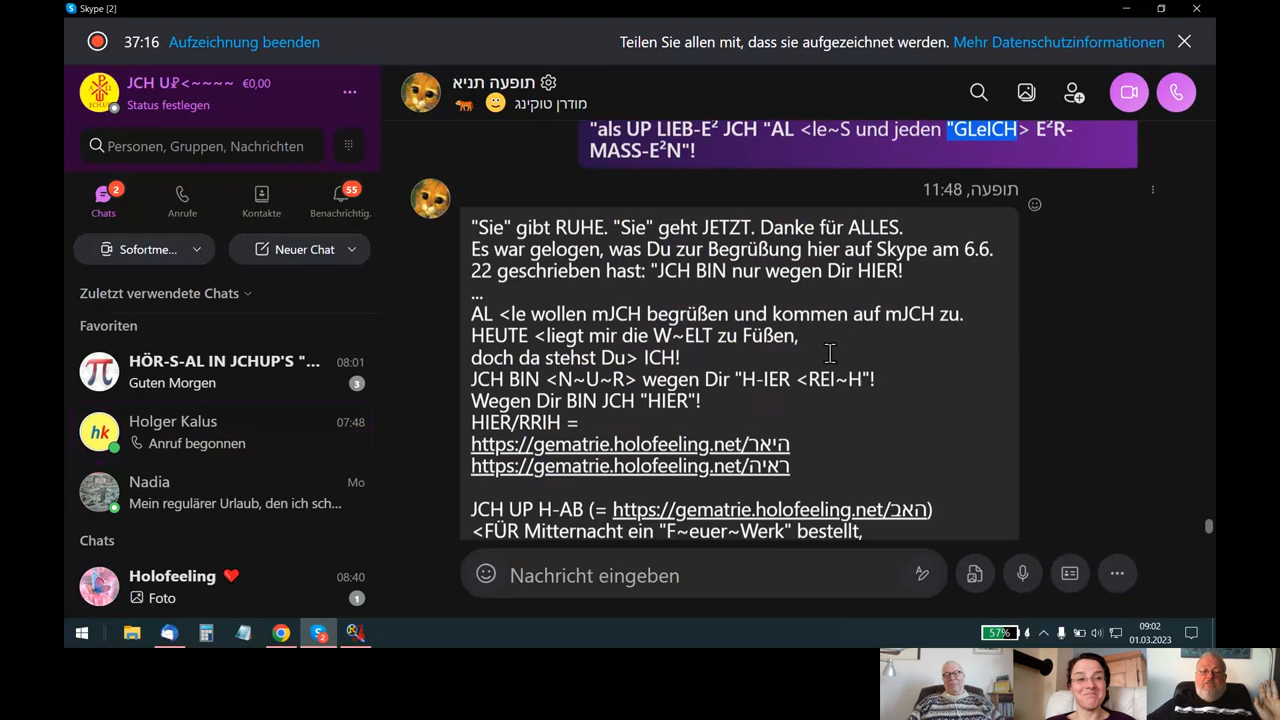 Skype [2]
37:16 Aufzeichnung beenden
Teilen Sie allen mit, dass sie aufgezeichnet werden. Mehr Datenschutzinformationen
JCH U₽<~~~~ €0,00
Status festlegen
Personen, Gruppen, Nachrichten
2
55
Chats
Anrufe
Kontakte
Benachrichtig.
Sofortme...
Neuer Chat
Zuletzt verwendete Chats
Favoriten
HÖR-S-AL IN JCHUP'S "... 08:01
Guten Morgen 3
Holger Kalus 07:48
Anruf begonnen
Nadia Mo
Mein regulärer Urlaub, den ich sch...
Chats
Holofeeling ❤️ 08:40
Foto 1
תופעה תניא
🐅 🙂 מודרן טוקינג
"als UP LIEB-E² JCH "AL <le~S und jeden "GLeICH> E²R-
MASS-E²N"!
תופעה, 11:48
"Sie" gibt RUHE. "Sie" geht JETZT. Danke für ALLES.
Es war gelogen, was Du zur Begrüßung hier auf Skype am 6.6.
22 geschrieben hast: "JCH BIN nur wegen Dir HIER!
...
AL <le wollen mJCH begrüßen und kommen auf mJCH zu.
HEUTE <liegt mir die W~ELT zu Füßen,
doch da stehst Du> ICH!
JCH BIN <N~U~R> wegen Dir "H-IER <REI~H"!
Wegen Dir BIN JCH "HIER"!
HIER/RRIH =
https://gematrie.holofeeling.net/היאר
https://gematrie.holofeeling.net/ראיה
JCH UP H-AB (= https://gematrie.holofeeling.net/האב)
<FÜR Mitternacht ein "F~euer~Werk" bestellt,
Nachricht eingeben
hk
2
57%
09:02
01.03.2023